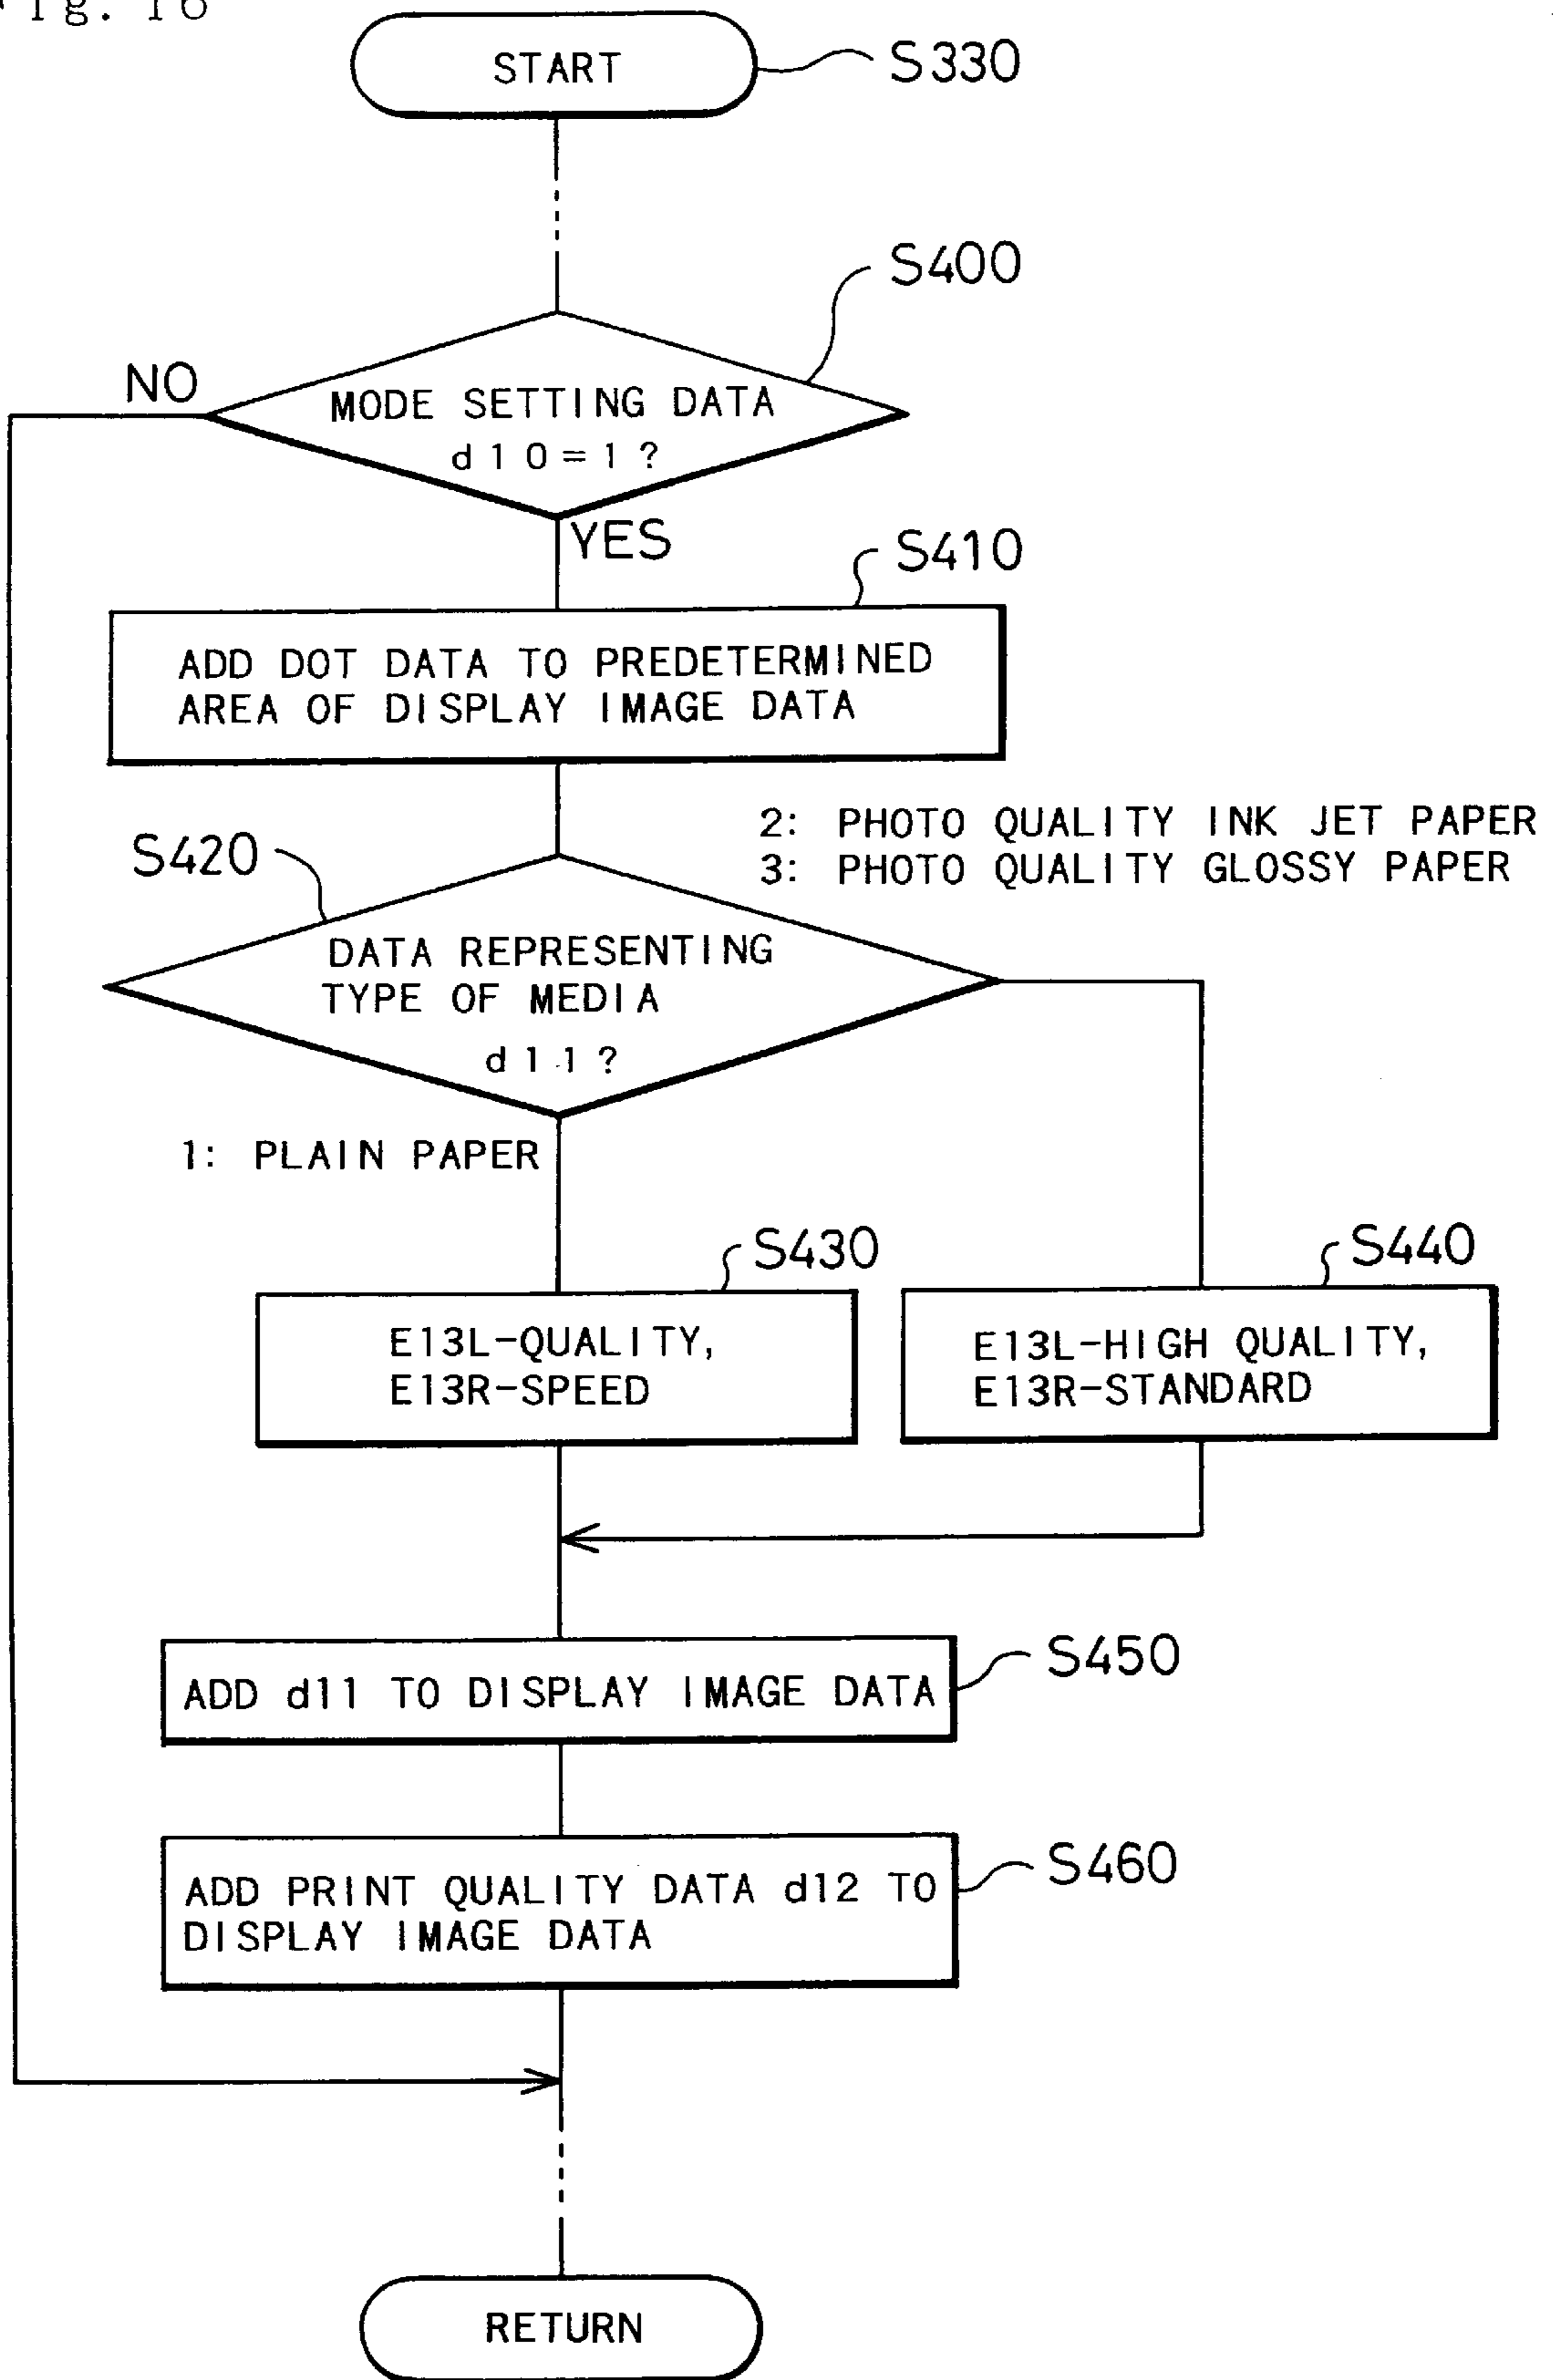 Fig. 16
START
S330
S400
NO
MODE SETTING DATA
d10=1?
YES
S410
ADD DOT DATA TO PREDETERMINED
AREA OF DISPLAY IMAGE DATA
2: PHOTO QUALITY INK JET PAPER
3: PHOTO QUALITY GLOSSY PAPER
S420
DATA REPRESENTING
TYPE OF MEDIA
d11?
1: PLAIN PAPER
S430
S440
E13L-QUALITY,
E13R-SPEED
E13L-HIGH QUALITY,
E13R-STANDARD
S450
ADD d11 TO DISPLAY IMAGE DATA
S460
ADD PRINT QUALITY DATA d12 TO
DISPLAY IMAGE DATA
RETURN